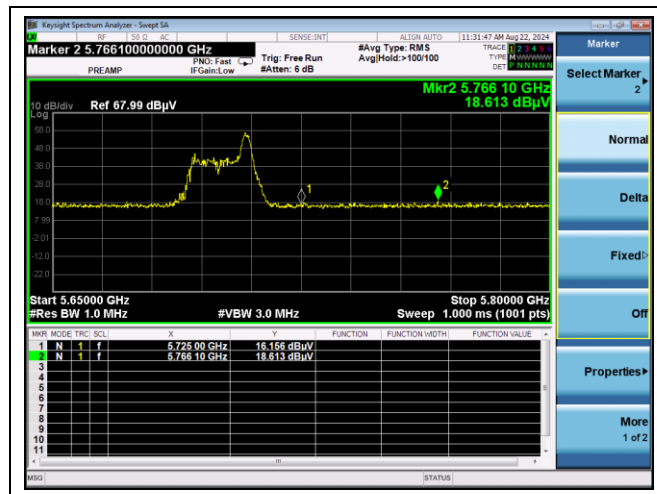 Keysight Spectrum Analyzer - Swept SA
RF 50 Ω AC SENSE:INT ALIGN AUTO 11:31:47 AM Aug 22, 2024
Marker 2 5.766100000000 GHz
PREAMP
PNO: Fast
IFGain:Low
Trig: Free Run
#Atten: 6 dB
#Avg Type: RMS
Avg|Hold:>100/100
TRACE 1 2 3 4 5 6
TYPE M WWWWW
DET P N N N N N
Mkr2 5.766 10 GHz
18.613 dBµV
10 dB/div Ref 67.99 dBµV
Log
58.0
48.0
38.0
28.0
18.0
7.99
-2.01
-12.0
-22.0
1
2
Start 5.65000 GHz Stop 5.80000 GHz
#Res BW 1.0 MHz #VBW 3.0 MHz Sweep 1.000 ms (1001 pts)
MKR MODE TRC SCL X Y FUNCTION FUNCTION WIDTH FUNCTION VALUE
1 N 1 f 5.725 00 GHz 16.156 dBµV
2 N 1 f 5.766 10 GHz 18.613 dBµV
3
4
5
6
7
8
9
10
11
MSG STATUS
Marker
Select Marker
2
Normal
Delta
Fixed
Off
Properties
More
1 of 2